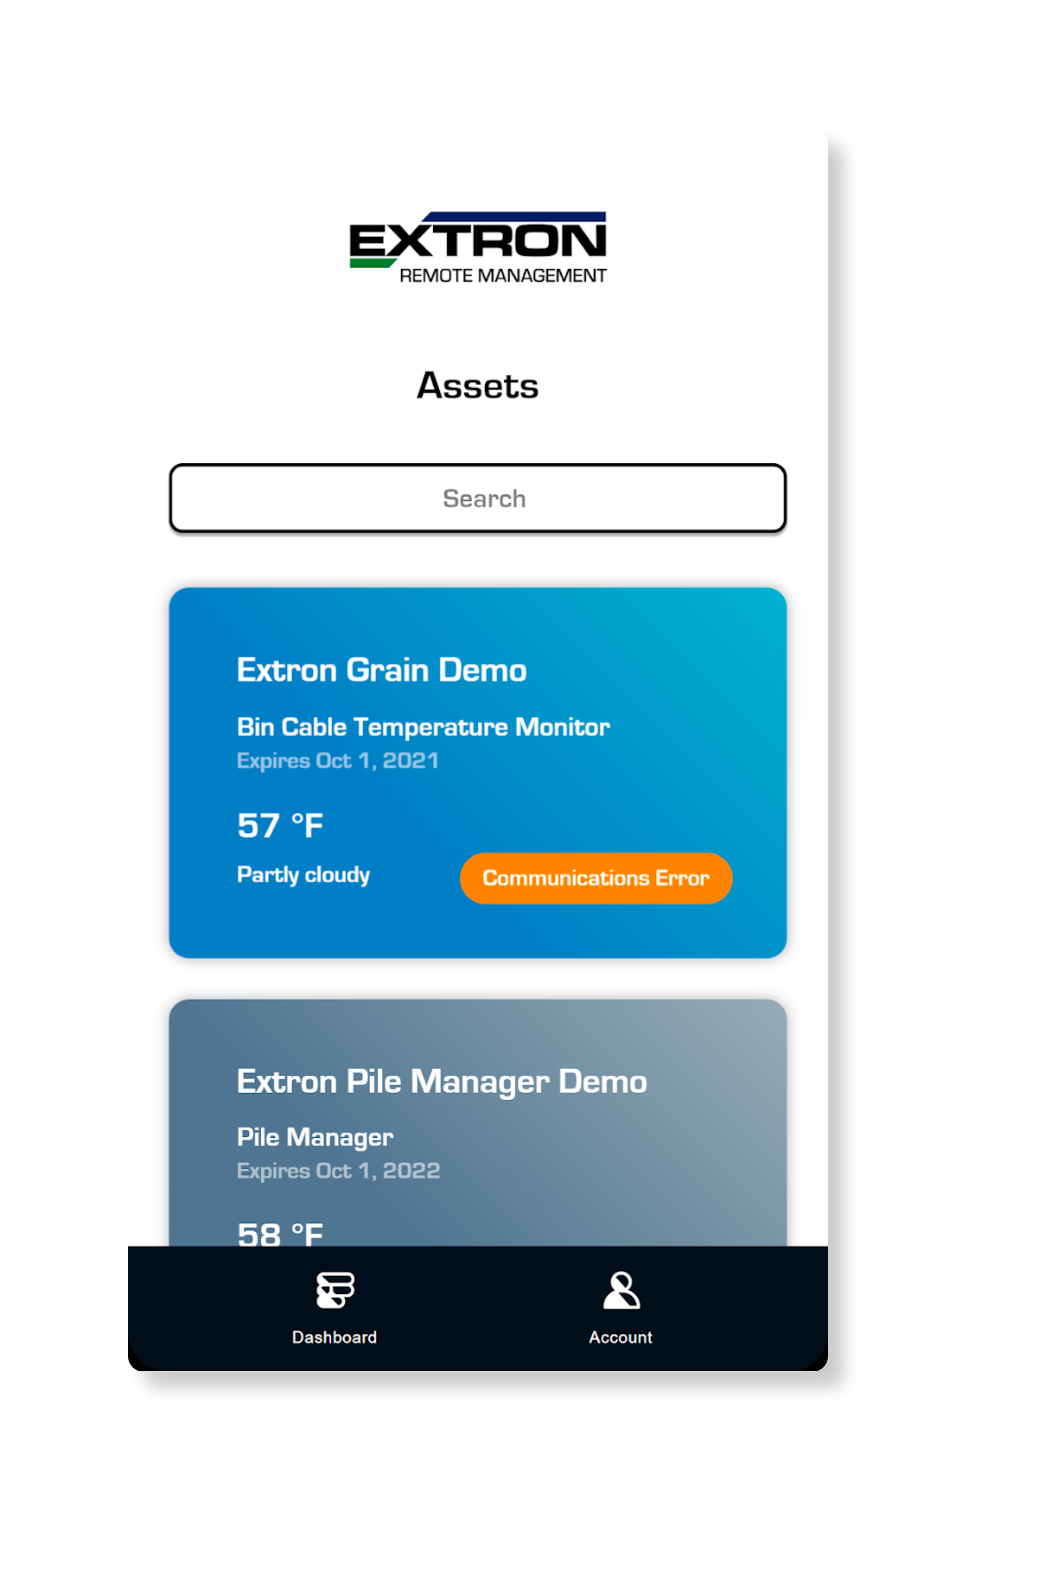 EXTRON
REMOTE MANAGEMENT
Assets
Search
Extron Grain Demo
Bin Cable Temperature Monitor
Expires Oct 1, 2021
57 °F
Partly cloudy
Communications Error
Extron Pile Manager Demo
Pile Manager
Expires Oct 1, 2022
58 °F
Dashboard
Account